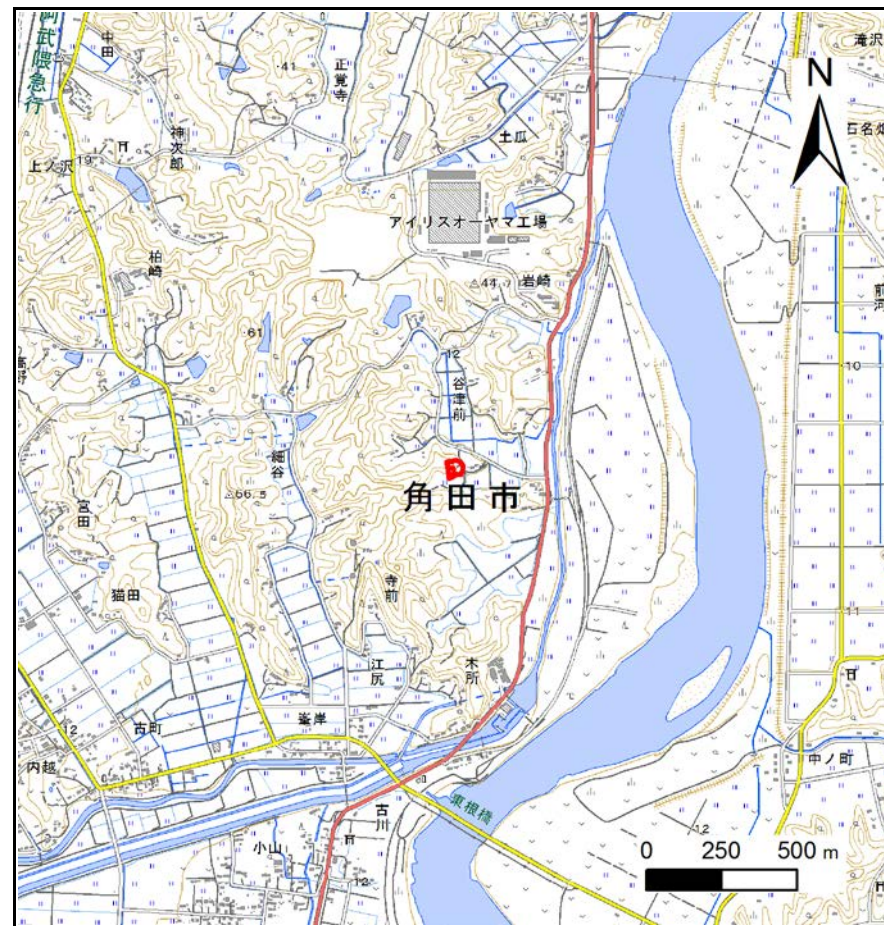 阿武隈急行
中田
・41
正覚寺
滝沢
N
神次郎
土瓜
石名畑
上ノ沢
19
アイリスオーヤマ工場
柏崎
△44.7
岩崎
前河
・61
12
谷津前
10
細谷
△66.5
角田市
宮田
猫田
寺前
11
江尻
木所
12
古町
峯岸
内越
中ノ町
東根橋
古川
12
小山
12
0 250 500 m